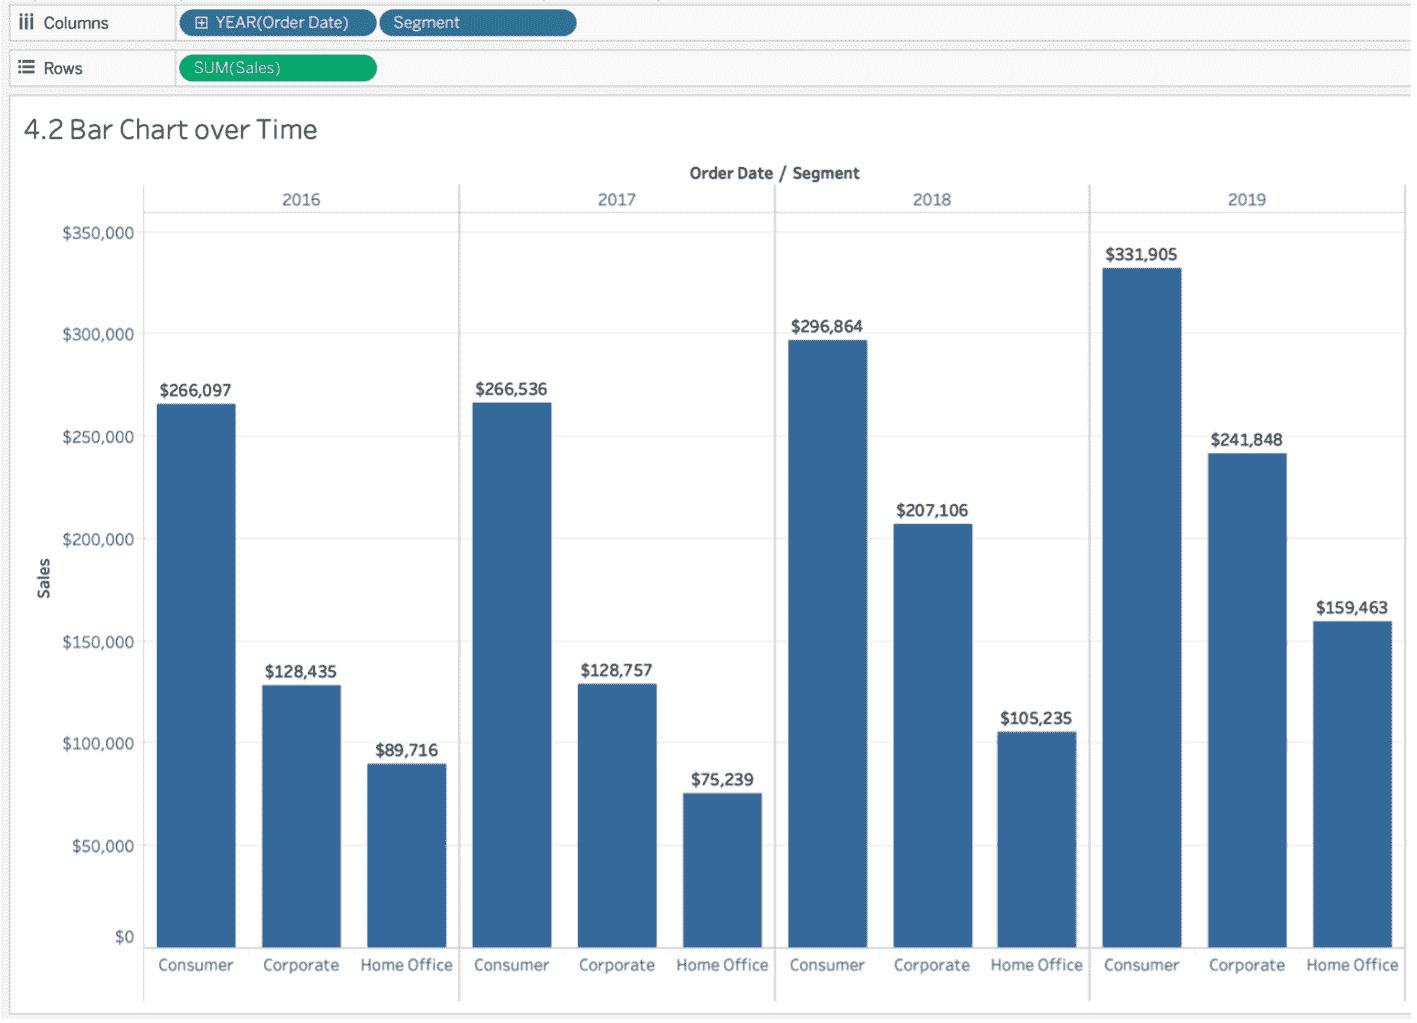 Columns YEAR(Order Date) Segment
Rows SUM(Sales)
4.2 Bar Chart over Time
Order Date / Segment
2016 2017 2018 2019
$350,000
$300,000
$250,000
$200,000
$150,000
$100,000
$50,000
$0
Sales
$266,097
$128,435
$89,716
$266,536
$128,757
$75,239
$296,864
$207,106
$105,235
$331,905
$241,848
$159,463
Consumer Corporate Home Office Consumer Corporate Home Office Consumer Corporate Home Office Consumer Corporate Home Office